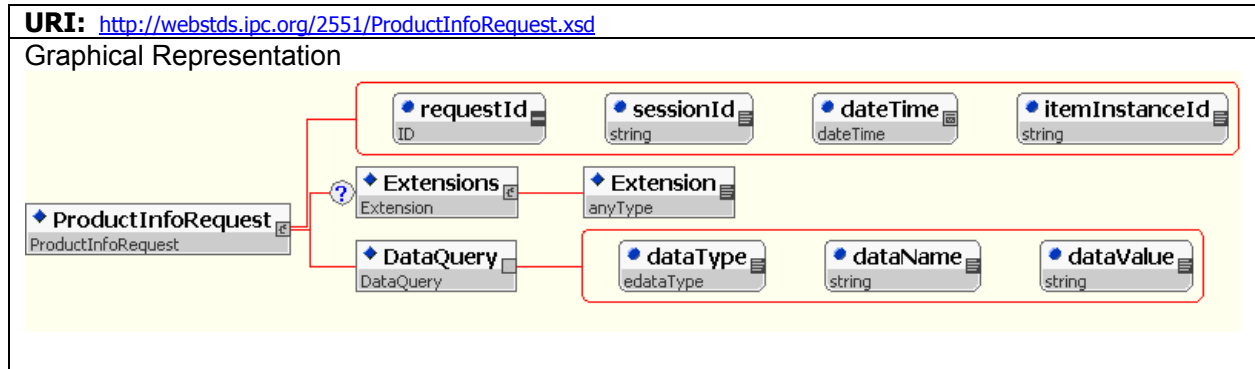 URI: http://webstds.ipc.org/2551/ProductInfoRequest.xsd
Graphical Representation
requestId
ID
sessionId
string
dateTime
dateTime
itemInstanceId
string
?
Extensions
Extension
Extension
anyType
ProductInfoRequest
ProductInfoRequest
DataQuery
DataQuery
dataType
edataType
dataName
string
dataValue
string